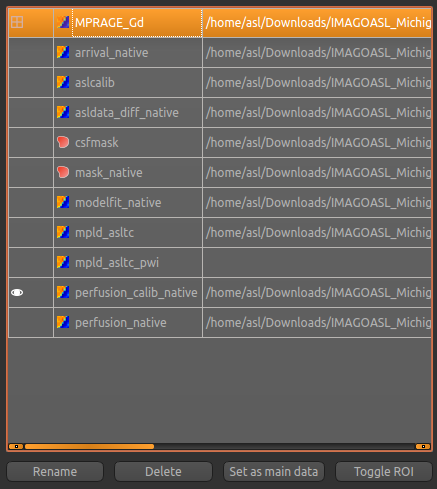 MPRAGE_Gd /home/asl/Downloads/IMAGOASL_Michig
arrival_native /home/asl/Downloads/IMAGOASL_Michig
aslcalib /home/asl/Downloads/IMAGOASL_Michig
asldata_diff_native /home/asl/Downloads/IMAGOASL_Michig
csfmask /home/asl/Downloads/IMAGOASL_Michig
mask_native /home/asl/Downloads/IMAGOASL_Michig
modelfit_native /home/asl/Downloads/IMAGOASL_Michig
mpld_asltc /home/asl/Downloads/IMAGOASL_Michig
mpld_asltc_pwi
perfusion_calib_native /home/asl/Downloads/IMAGOASL_Michig
perfusion_native /home/asl/Downloads/IMAGOASL_Michig
Rename Delete Set as main data Toggle ROI